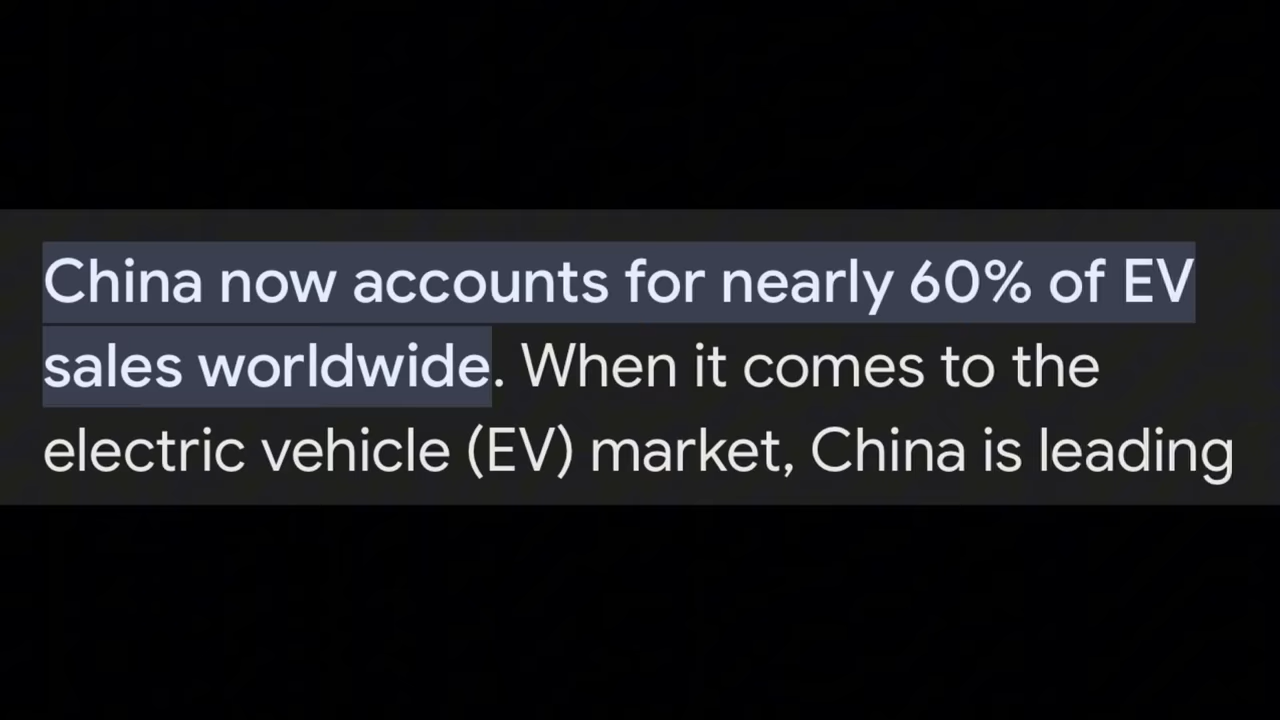 China now accounts for nearly 60% of EV
sales worldwide. When it comes to the
electric vehicle (EV) market, China is leading